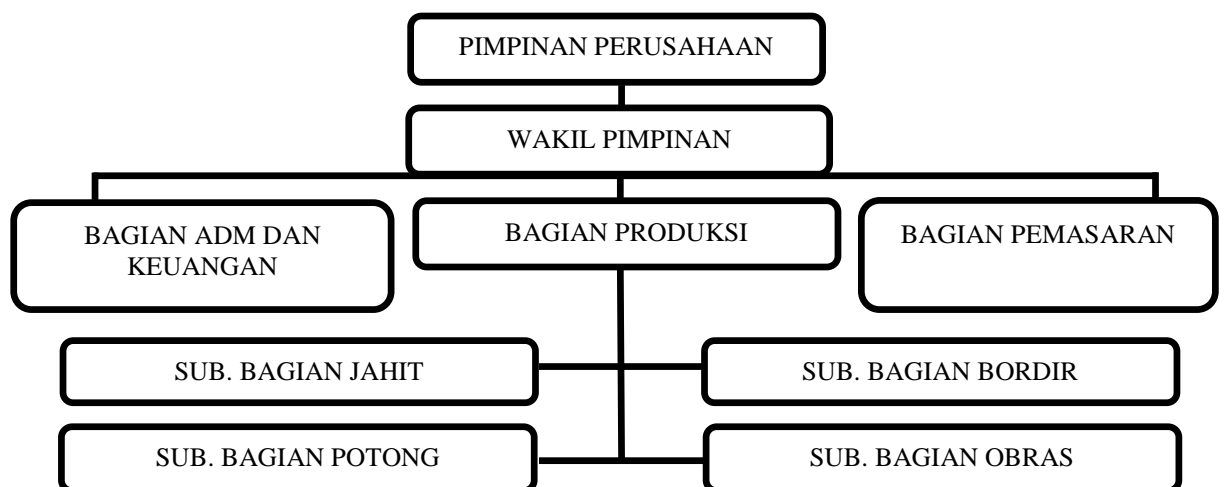 PIMPINAN PERUSAHAAN
WAKIL PIMPINAN
BAGIAN ADM DAN
KEUANGAN
BAGIAN PRODUKSI
BAGIAN PEMASARAN
SUB. BAGIAN JAHIT
SUB. BAGIAN BORDIR
SUB. BAGIAN POTONG
SUB. BAGIAN OBRAS